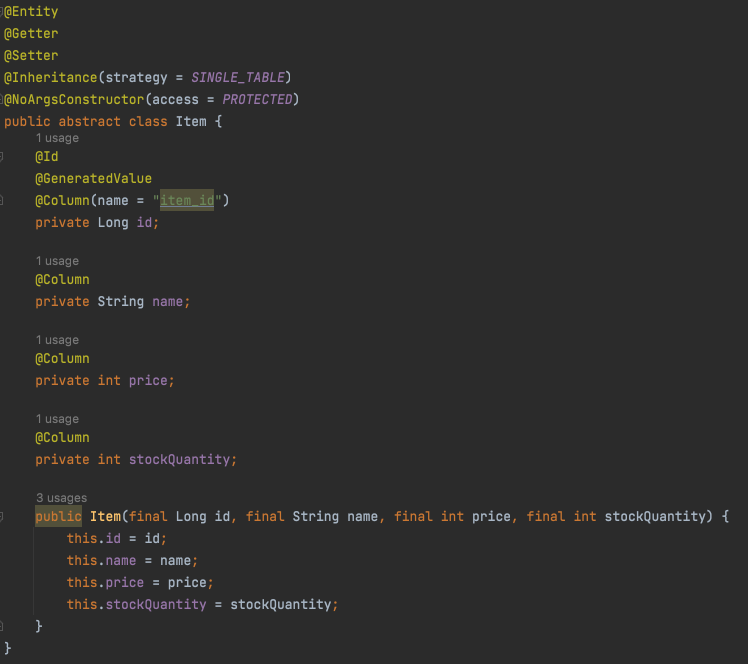 @Entity
@Getter
@Setter
@Inheritance(strategy = SINGLE_TABLE)
@NoArgsConstructor(access = PROTECTED)
public abstract class Item {
1 usage
@Id
@GeneratedValue
@Column(name = "item_id")
private Long id;
1 usage
@Column
private String name;
1 usage
@Column
private int price;
1 usage
@Column
private int stockQuantity;
3 usages
public Item(final Long id, final String name, final int price, final int stockQuantity) {
this.id = id;
this.name = name;
this.price = price;
this.stockQuantity = stockQuantity;
}
}